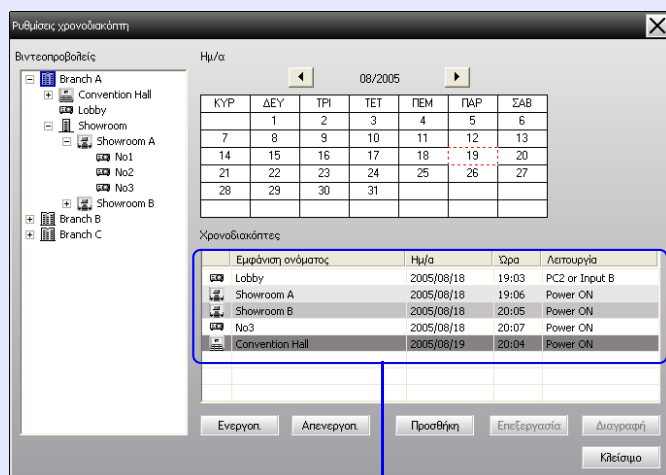 Ρυθμίσεις χρονοδιακόπτη
Βιντεοπροβολείς
Branch A
Convention Hall
Lobby
Showroom
Showroom A
No1
No2
No3
Showroom B
Branch B
Branch C
Ημ/α
08/2005
ΚΥΡ ΔΕΥ ΤΡΙ ΤΕΤ ΠΕΜ ΠΑΡ ΣΑΒ
1 2 3 4 5 6
7 8 9 10 11 12 13
14 15 16 17 18 19 20
21 22 23 24 25 26 27
28 29 30 31
Χρονοδιακόπτες
Εμφάνιση ονόματος Ημ/α Ώρα Λειτουργία
Lobby 2005/08/18 19:03 PC2 or Input B
Showroom A 2005/08/18 19:06 Power ON
Showroom B 2005/08/18 20:05 Power ON
No3 2005/08/18 20:07 Power ON
Convention Hall 2005/08/19 20:04 Power ON
Ενεργοπ. Απενεργοπ. Προσθήκη Επεξεργασία Διαγραφή
Κλείσιμο